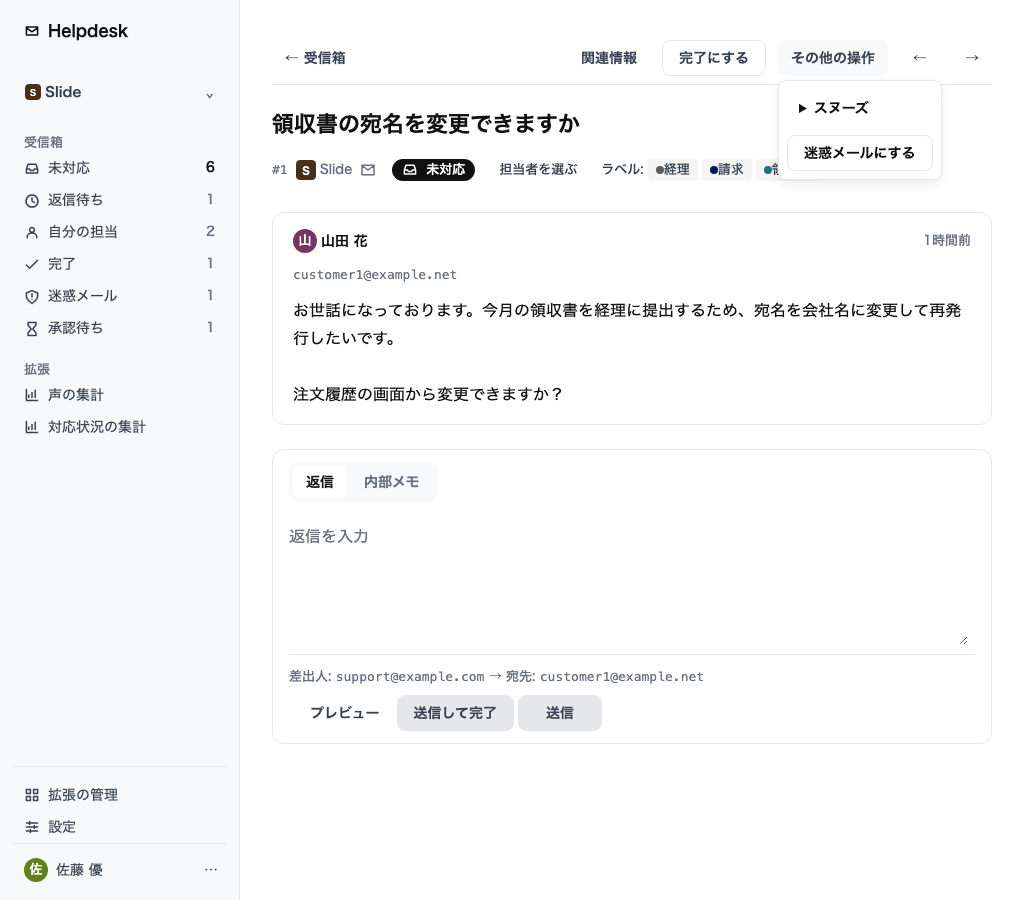 Helpdesk
S Slide
受信箱
未対応 6
返信待ち 1
自分の担当 2
完了 1
迷惑メール 1
承認待ち 1
拡張
声の集計
対応状況の集計
拡張の管理
設定
佐 佐藤 優 ···
← 受信箱 関連情報 完了にする その他の操作 ← →
▶ スヌーズ
迷惑メールにする
領収書の宛名を変更できますか
#1 S Slide 未対応 担当者を選ぶ ラベル: 経理 請求
山 山田 花 1時間前
customer1@example.net
お世話になっております。今月の領収書を経理に提出するため、宛名を会社名に変更して再発
行したいです。
注文履歴の画面から変更できますか？
返信 内部メモ
返信を入力
差出人: support@example.com → 宛先: customer1@example.net
プレビュー 送信して完了 送信